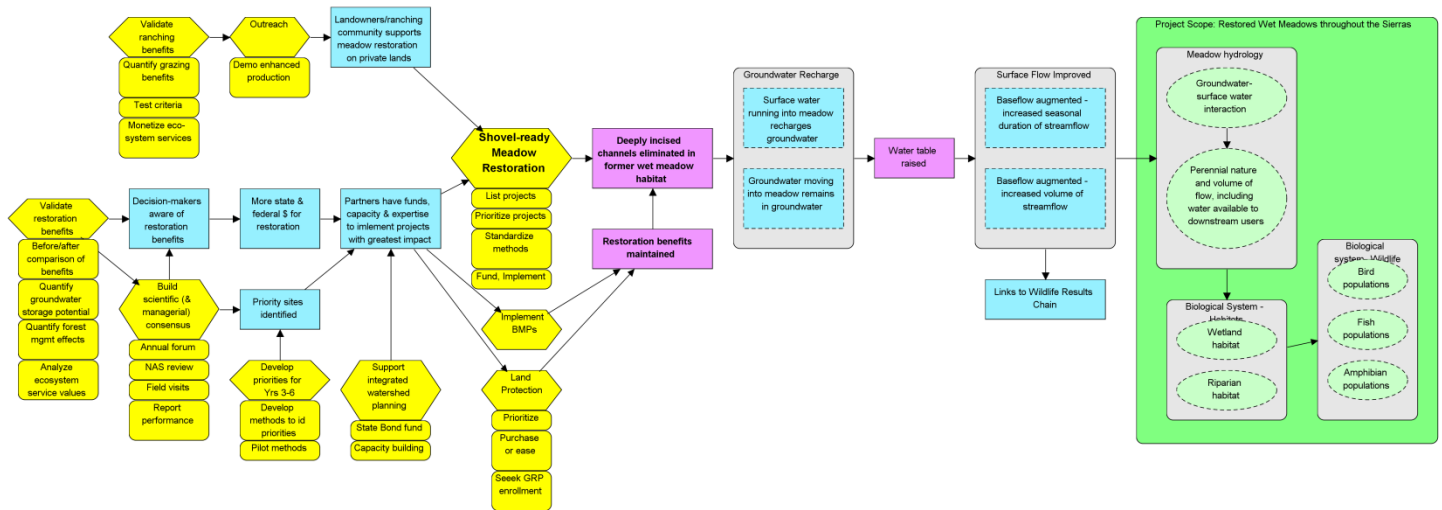 Validate
ranching benefits
Quantify grazing
benefits
Test criteria
Monetize eco-
system services
Outreach
Demo enhanced
production
Landowners/ranching
community supports
meadow restoration
on private lands
Validate
restoration
benefits
Before/after
comparison of
benefits
Quantify
groundwater
storage potential
Quantify forest
mgmt effects
Analyze
ecosystem
service values
Decision-makers
aware of
restoration
benefits
Build
scientific (&
managerial)
consensus
Annual forum
NAS review
Field visits
Report
performance
More state &
federal $ for
restoration
Priority sites
identified
Develop
priorities for
Yrs 3-6
Develop
methods to id
priorities
Pilot methods
Partners have funds,
capacity & expertise
to imlement projects
with greatest impact
Support
integrated
watershed
planning
State Bond fund
Capacity building
Shovel-ready
Meadow
Restoration
List projects
Prioritize projects
Standardize
methods
Fund, Implement
Implement
BMPs
Land
Protection
Prioritize
Purchase
or ease
Seeek GRP
enrollment
Deeply incised
channels eliminated in
former wet meadow
habitat
Restoration benefits
maintained
Groundwater Recharge
Surface water
running into meadow
recharges
groundwater
Groundwater moving
into meadow remains
in groundwater
Water table
raised
Surface Flow Improved
Baseflow augmented -
increased seasonal
duration of streamflow
Baseflow augmented -
increased volume of
streamflow
Links to Wildlife Results
Chain
Project Scope: Restored Wet Meadows throughout the Sierras
Meadow hydrology
Groundwater-
surface water
interaction
Perennial nature
and volume of
flow, including
water available to
downstream users
Biological System -
Habitats
Wetland
habitat
Riparian
habitat
Biological
system- Wildlife
Bird
populations
Fish
populations
Amphibian
populations